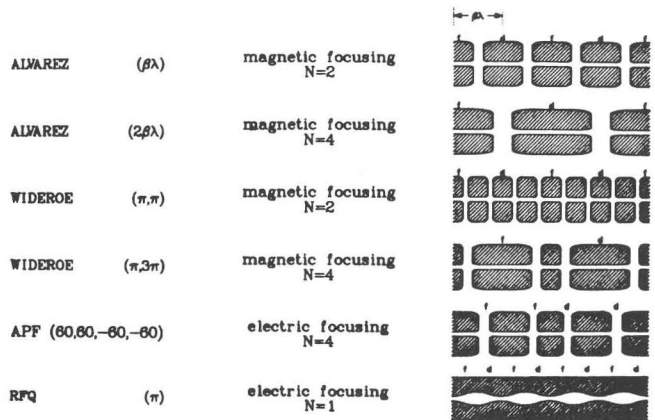 βλ
ALVAREZ (βλ) magnetic focusing
N=2
f d f d f
ALVAREZ (2βλ) magnetic focusing
N=4
f d f
WIDEROE (π,π) magnetic focusing
N=2
f d f d f
WIDEROE (π,3π) magnetic focusing
N=4
f d
APF (60,60,-60,-60) electric focusing
N=4
f f d d
RFQ (π) electric focusing
N=1
f d f d f d f d